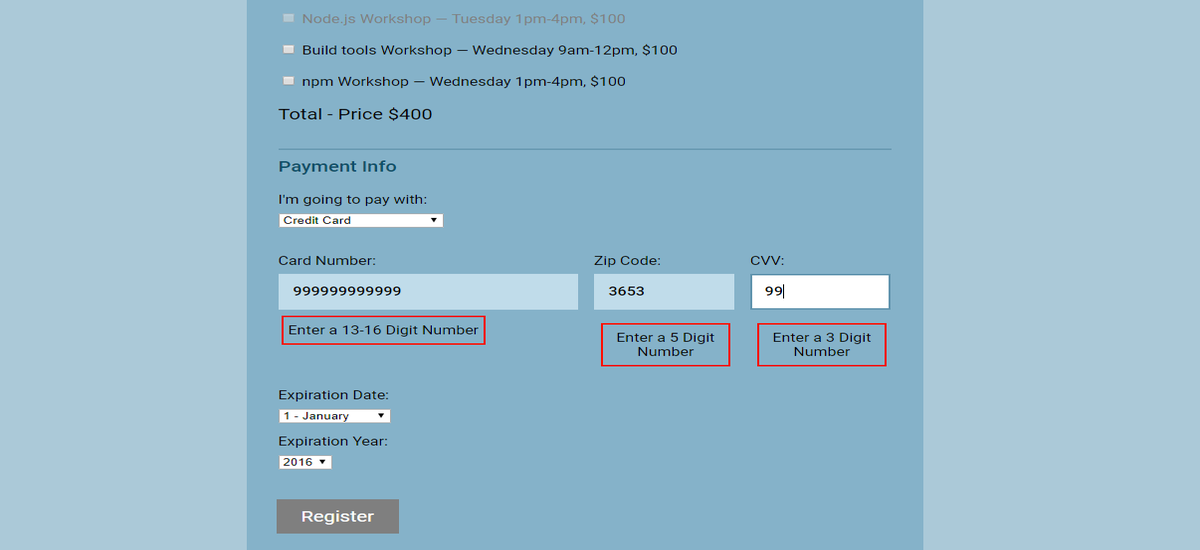 Node.js Workshop — Tuesday 1pm-4pm, $100
Build tools Workshop — Wednesday 9am-12pm, $100
npm Workshop — Wednesday 1pm-4pm, $100
Total - Price $400
Payment Info
I'm going to pay with:
Credit Card
Card Number:
999999999999
Enter a 13-16 Digit Number
Zip Code:
3653
Enter a 5 Digit
Number
CVV:
99
Enter a 3 Digit
Number
Expiration Date:
1 - January
Expiration Year:
2016
Register